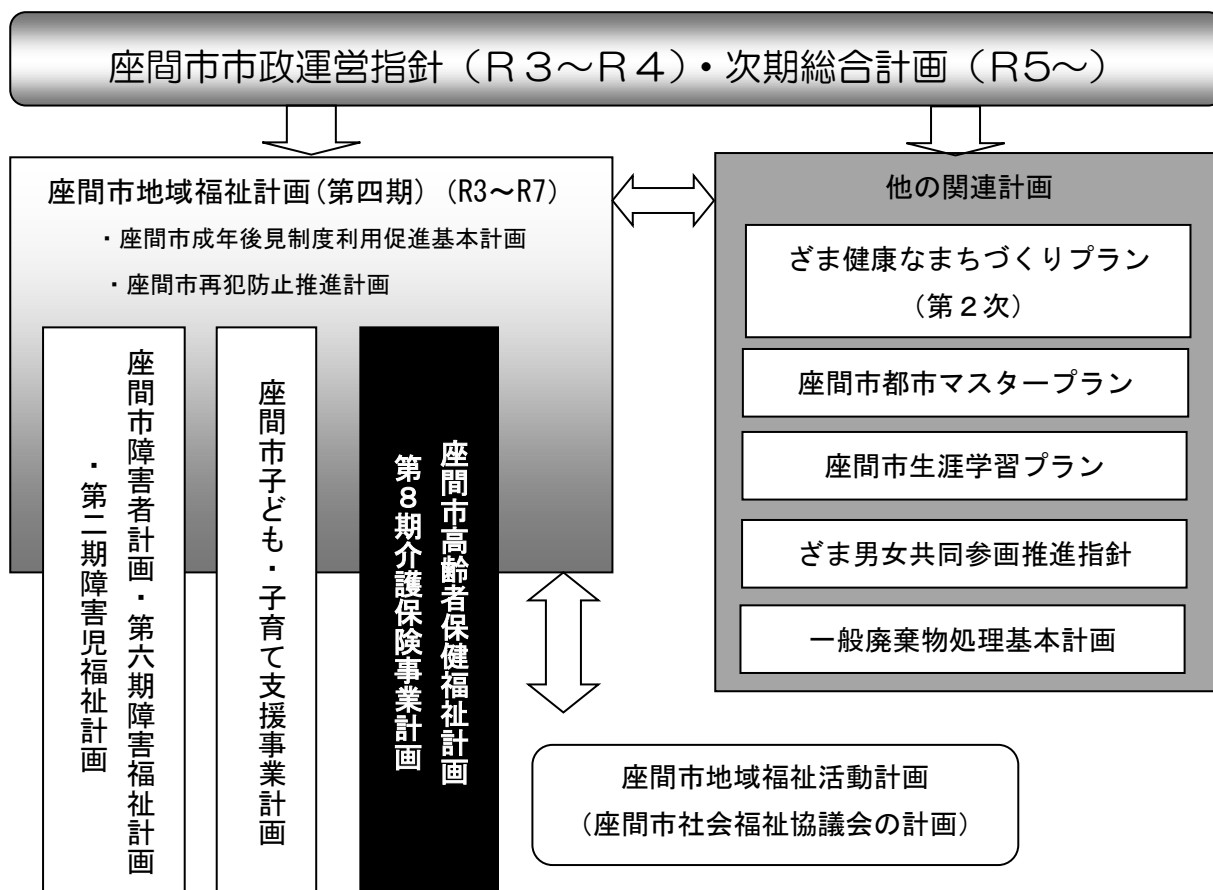 座間市市政運営指針（R３～R４）・次期総合計画（R5～）
座間市地域福祉計画(第四期) (R3～R7)
・座間市成年後見制度利用促進基本計画
・座間市再犯防止推進計画
座間市障害者計画・第六期障害福祉計画
・第二期障害児福祉計画
座間市子ども・子育て支援事業計画
座間市高齢者保健福祉計画
第８期介護保険事業計画
他の関連計画
ざま健康なまちづくりプラン
（第２次）
座間市都市マスタープラン
座間市生涯学習プラン
ざま男女共同参画推進指針
一般廃棄物処理基本計画
座間市地域福祉活動計画
（座間市社会福祉協議会の計画）